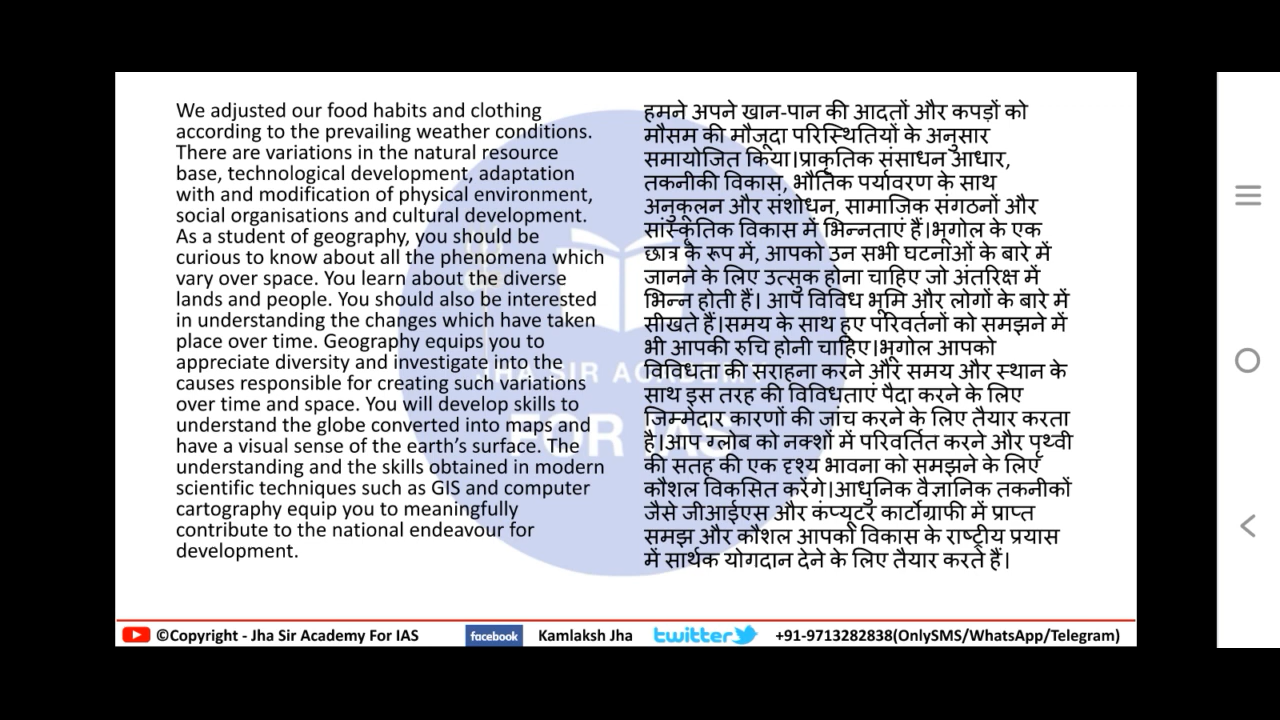 We adjusted our food habits and clothing
according to the prevailing weather conditions.
There are variations in the natural resource
base, technological development, adaptation
with and modification of physical environment,
social organisations and cultural development.
As a student of geography, you should be
curious to know about all the phenomena which
vary over space. You learn about the diverse
lands and people. You should also be interested
in understanding the changes which have taken
place over time. Geography equips you to
appreciate diversity and investigate into the
causes responsible for creating such variations
over time and space. You will develop skills to
understand the globe converted into maps and
have a visual sense of the earth’s surface. The
understanding and the skills obtained in modern
scientific techniques such as GIS and computer
cartography equip you to meaningfully
contribute to the national endeavour for
development.
हमने अपने खान-पान की आदतों और कपड़ों को
मौसम की मौजूदा परिस्थितियों के अनुसार
समायोजित किया।प्राकृतिक संसाधन आधार,
तकनीकी विकास, भौतिक पर्यावरण के साथ
अनुकूलन और संशोधन, सामाजिक संगठनों और
सांस्कृतिक विकास में भिन्नताएं हैं।भूगोल के एक
छात्र के रूप में, आपको उन सभी घटनाओं के बारे में
जानने के लिए उत्सुक होना चाहिए जो अंतरिक्ष में
भिन्न होती हैं। आप विविध भूमि और लोगों के बारे में
सीखते हैं।समय के साथ हुए परिवर्तनों को समझने में
भी आपकी रुचि होनी चाहिए।भूगोल आपको
विविधता की सराहना करने और समय और स्थान के
साथ इस तरह की विविधताएं पैदा करने के लिए
जिम्मेदार कारणों की जांच करने के लिए तैयार करता
है।आप ग्लोब को नक्शों में परिवर्तित करने और पृथ्वी
की सतह की एक दृश्य भावना को समझने के लिए
कौशल विकसित करेंगे।आधुनिक वैज्ञानिक तकनीकों
जैसे जीआईएस और कंप्यूटर कार्टोग्राफी में प्राप्त
समझ और कौशल आपको विकास के राष्ट्रीय प्रयास
में सार्थक योगदान देने के लिए तैयार करते हैं।
JHA SIR ACADEMY
FOR IAS
©Copyright - Jha Sir Academy For IAS facebook Kamlaksh Jha twitter +91-9713282838(OnlySMS/WhatsApp/Telegram)